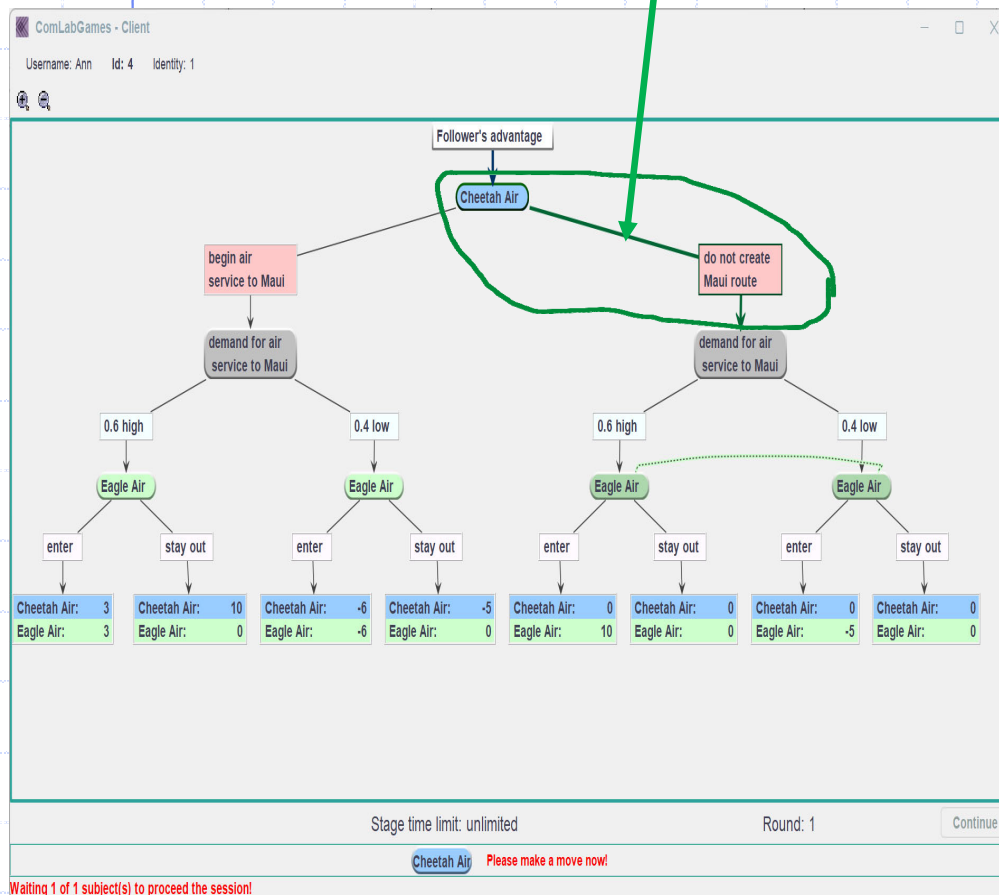 ComLabGames - Client
Username: Ann Id: 4 Identity: 1
Follower's advantage
Cheetah Air
begin air
service to Maui
do not create
Maui route
demand for air
service to Maui
demand for air
service to Maui
0.6 high
0.4 low
0.6 high
0.4 low
Eagle Air
Eagle Air
Eagle Air
Eagle Air
enter
stay out
enter
stay out
enter
stay out
enter
stay out
Cheetah Air: 3
Eagle Air: 3
Cheetah Air: 10
Eagle Air: 0
Cheetah Air: -6
Eagle Air: -6
Cheetah Air: -5
Eagle Air: 0
Cheetah Air: 0
Eagle Air: 10
Cheetah Air: 0
Eagle Air: 0
Cheetah Air: 0
Eagle Air: -5
Cheetah Air: 0
Eagle Air: 0
Stage time limit: unlimited
Round: 1
Continue
Cheetah Air Please make a move now!
Waiting 1 of 1 subject(s) to proceed the session!